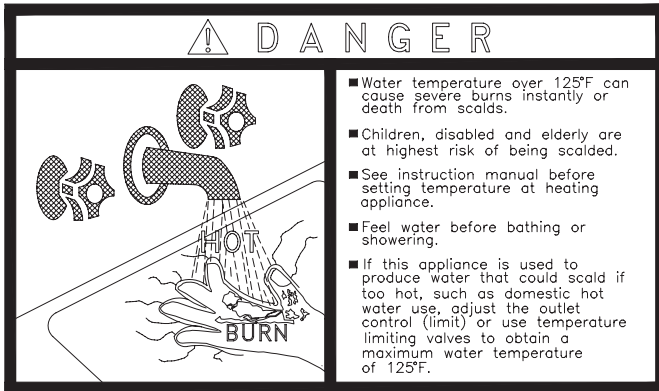 DANGER
HOT
BURN
■ Water temperature over 125°F can
cause severe burns instantly or
death from scalds.
■ Children, disabled and elderly are
at highest risk of being scalded.
■ See instruction manual before
setting temperature at heating
appliance.
■ Feel water before bathing or
showering.
■ If this appliance is used to
produce water that could scald if
too hot, such as domestic hot
water use, adjust the outlet
control (limit) or use temperature
limiting valves to obtain a
maximum water temperature
of 125°F.